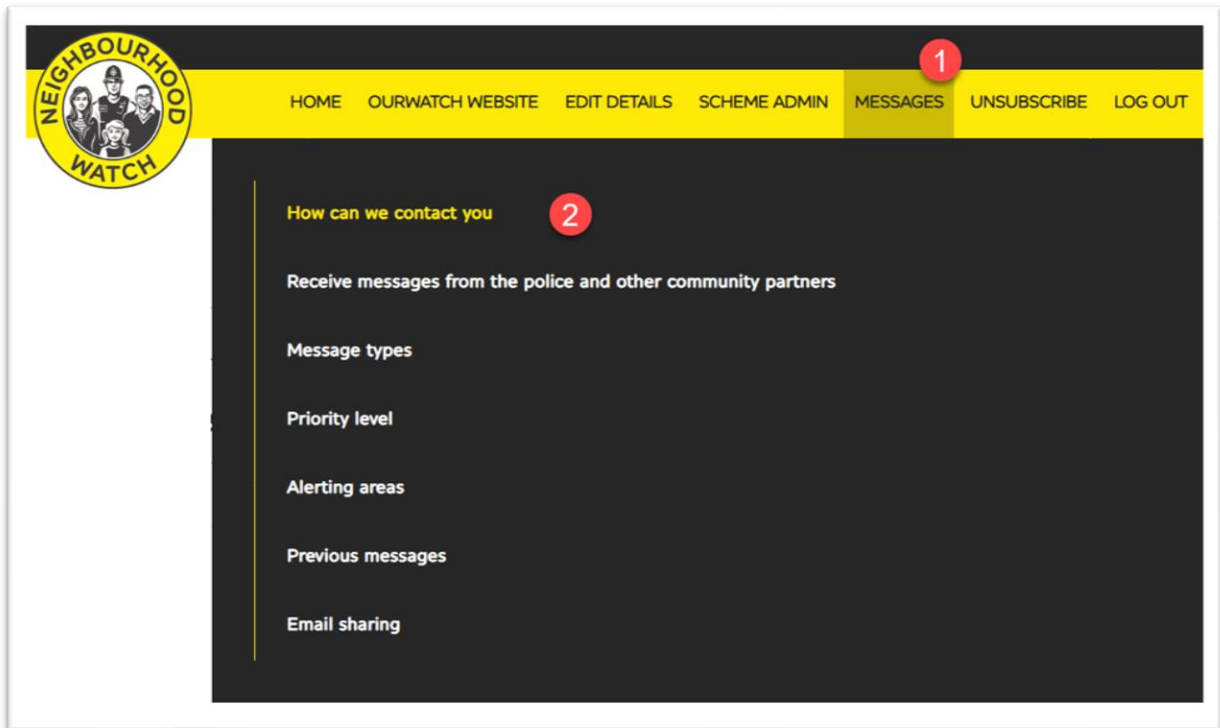 NEIGHBOURHOOD
WATCH
1
HOME OURWATCH WEBSITE EDIT DETAILS SCHEME ADMIN MESSAGES UNSUBSCRIBE LOG OUT
How can we contact you 2
Receive messages from the police and other community partners
Message types
Priority level
Alerting areas
Previous messages
Email sharing